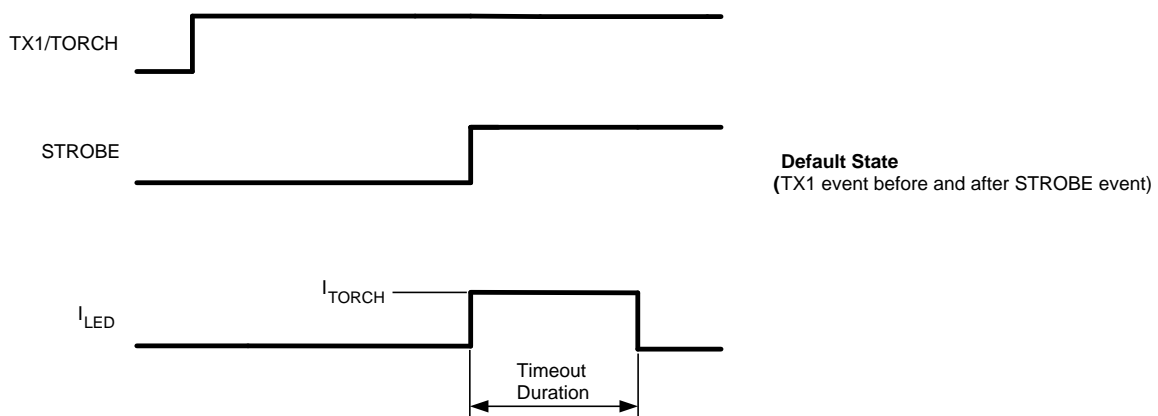 TX1/TORCH
STROBE
Default State
(TX1 event before and after STROBE event)
I_TORCH
I_LED
Timeout
Duration